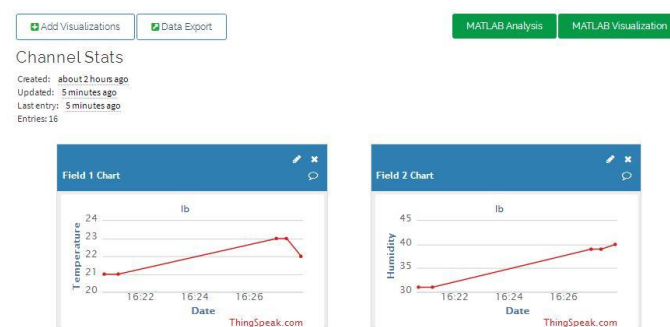 Add Visualizations
Data Export
MATLAB Analysis
MATLAB Visualization
Channel Stats
Created: about 2 hours ago
Updated: 5 minutes ago
Last entry: 5 minutes ago
Entries: 16
Field 1 Chart
lb
Temperature
24
23
22
21
20
16:22 16:24 16:26
Date
ThingSpeak.com
Field 2 Chart
lb
Humidity
45
40
35
30
16:22 16:24 16:26
Date
ThingSpeak.com